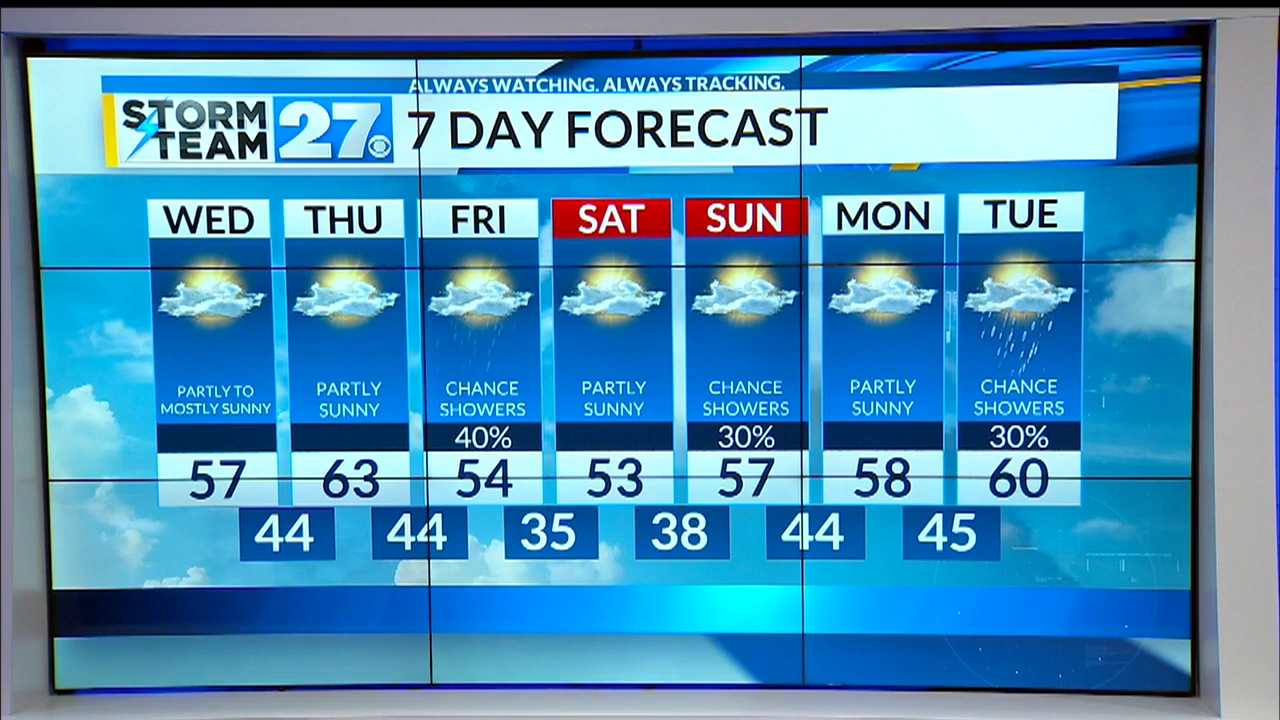 ALWAYS WATCHING. ALWAYS TRACKING.
STORM
TEAM
27
7 DAY FORECAST
WED
THU
FRI
SAT
SUN
MON
TUE
PARTLY TO
MOSTLY SUNNY
PARTLY
SUNNY
CHANCE
SHOWERS
PARTLY
SUNNY
CHANCE
SHOWERS
PARTLY
SUNNY
CHANCE
SHOWERS
40%
30%
30%
57
63
54
53
57
58
60
44
44
35
38
44
45